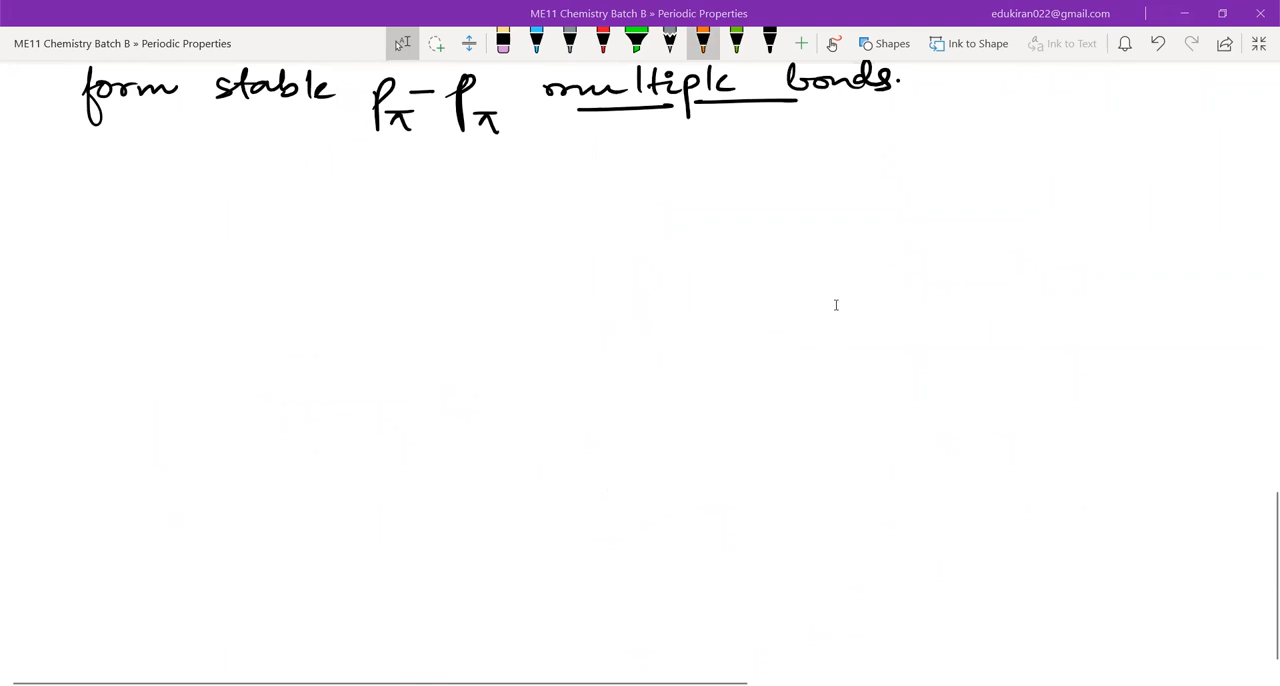 ME11 Chemistry Batch B » Periodic Properties
edukiran022@gmail.com
ME11 Chemistry Batch B » Periodic Properties
Shapes
Ink to Shape
Ink to Text
form stable pπ – pπ multiple bonds.